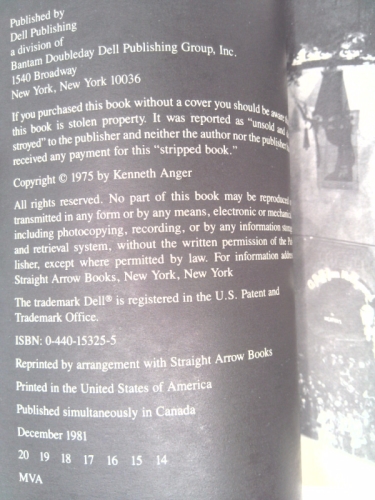 Published by
Dell Publishing
a division of
Bantam Doubleday Dell Publishing Group, Inc.
1540 Broadway
New York, New York 10036
If you purchased this book without a cover you should be aware
this book is stolen property. It was reported as "unsold and
stroyed" to the publisher and neither the author nor the publisher
received any payment for this "stripped book."
Copyright © 1975 by Kenneth Anger
All rights reserved. No part of this book may be reproduced
transmitted in any form or by any means, electronic or
including photocopying, recording, or by any information
and retrieval system, without the written permission of the
lisher, except where permitted by law. For information
Straight Arrow Books, New York, New York
The trademark Dell® is registered in the U.S. Patent and
Trademark Office.
ISBN: 0-440-15325-5
Reprinted by arrangement with Straight Arrow Books
Printed in the United States of America
Published simultaneously in Canada
December 1981
20 19 18 17 16 15 14
MVA